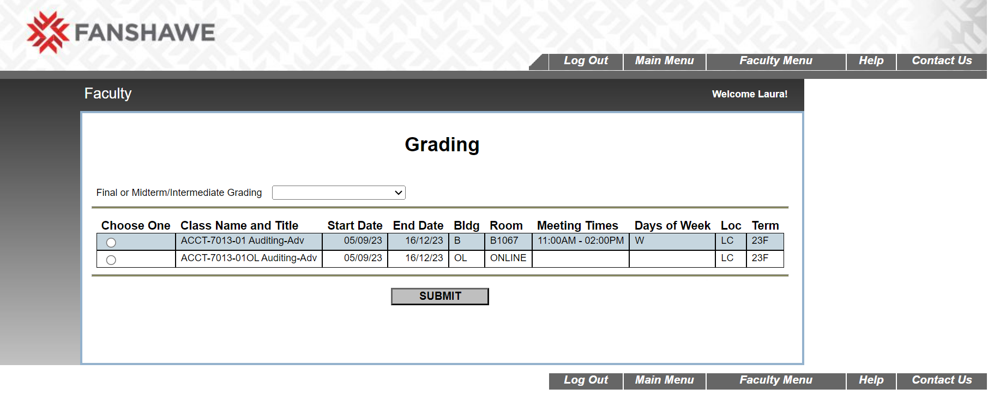 FANSHAWE
Log Out Main Menu Faculty Menu Help Contact Us
Faculty Welcome Laura!
Grading
Final or Midterm/Intermediate Grading
Choose One Class Name and Title Start Date End Date Bldg Room Meeting Times Days of Week Loc Term
ACCT-7013-01 Auditing-Adv 05/09/23 16/12/23 B B1067 11:00AM - 02:00PM W LC 23F
ACCT-7013-01OL Auditing-Adv 05/09/23 16/12/23 OL ONLINE LC 23F
SUBMIT
Log Out Main Menu Faculty Menu Help Contact Us